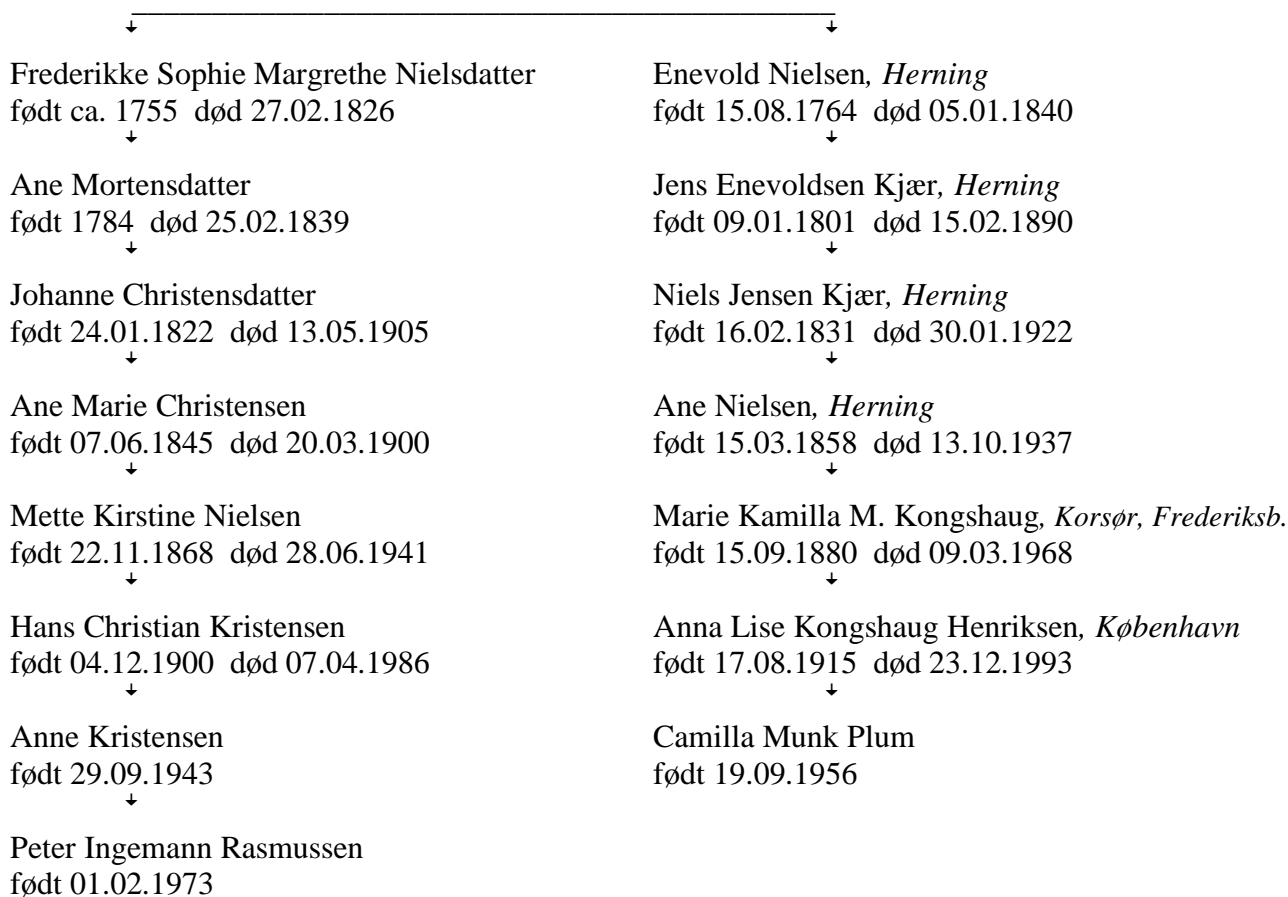 Frederikke Sophie Margrethe Nielsdatter
født ca. 1755 død 27.02.1826
Ane Mortensdatter
født 1784 død 25.02.1839
Johanne Christensdatter
født 24.01.1822 død 13.05.1905
Ane Marie Christensen
født 07.06.1845 død 20.03.1900
Mette Kirstine Nielsen
født 22.11.1868 død 28.06.1941
Hans Christian Kristensen
født 04.12.1900 død 07.04.1986
Anne Kristensen
født 29.09.1943
Peter Ingemann Rasmussen
født 01.02.1973
Enevold Nielsen, Herning
født 15.08.1764 død 05.01.1840
Jens Enevoldsen Kjær, Herning
født 09.01.1801 død 15.02.1890
Niels Jensen Kjær, Herning
født 16.02.1831 død 30.01.1922
Ane Nielsen, Herning
født 15.03.1858 død 13.10.1937
Marie Kamilla M. Kongshaug, Korsør, Frederiksb.
født 15.09.1880 død 09.03.1968
Anna Lise Kongshaug Henriksen, København
født 17.08.1915 død 23.12.1993
Camilla Munk Plum
født 19.09.1956